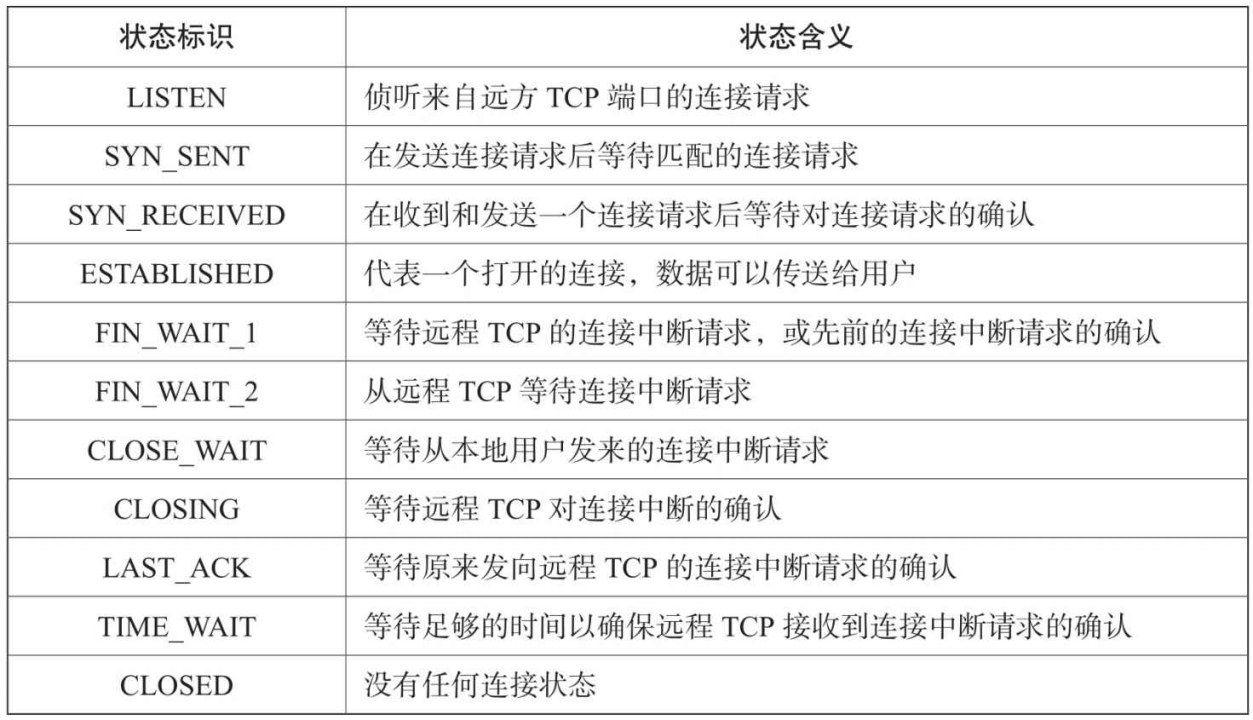 状态标识 状态含义
LISTEN 侦听来自远方 TCP 端口的连接请求
SYN_SENT 在发送连接请求后等待匹配的连接请求
SYN_RECEIVED 在收到和发送一个连接请求后等待对连接请求的确认
ESTABLISHED 代表一个打开的连接，数据可以传送给用户
FIN_WAIT_1 等待远程 TCP 的连接中断请求，或先前的连接中断请求的确认
FIN_WAIT_2 从远程 TCP 等待连接中断请求
CLOSE_WAIT 等待从本地用户发来的连接中断请求
CLOSING 等待远程 TCP 对连接中断的确认
LAST_ACK 等待原来发向远程 TCP 的连接中断请求的确认
TIME_WAIT 等待足够的时间以确保远程 TCP 接收到连接中断请求的确认
CLOSED 没有任何连接状态